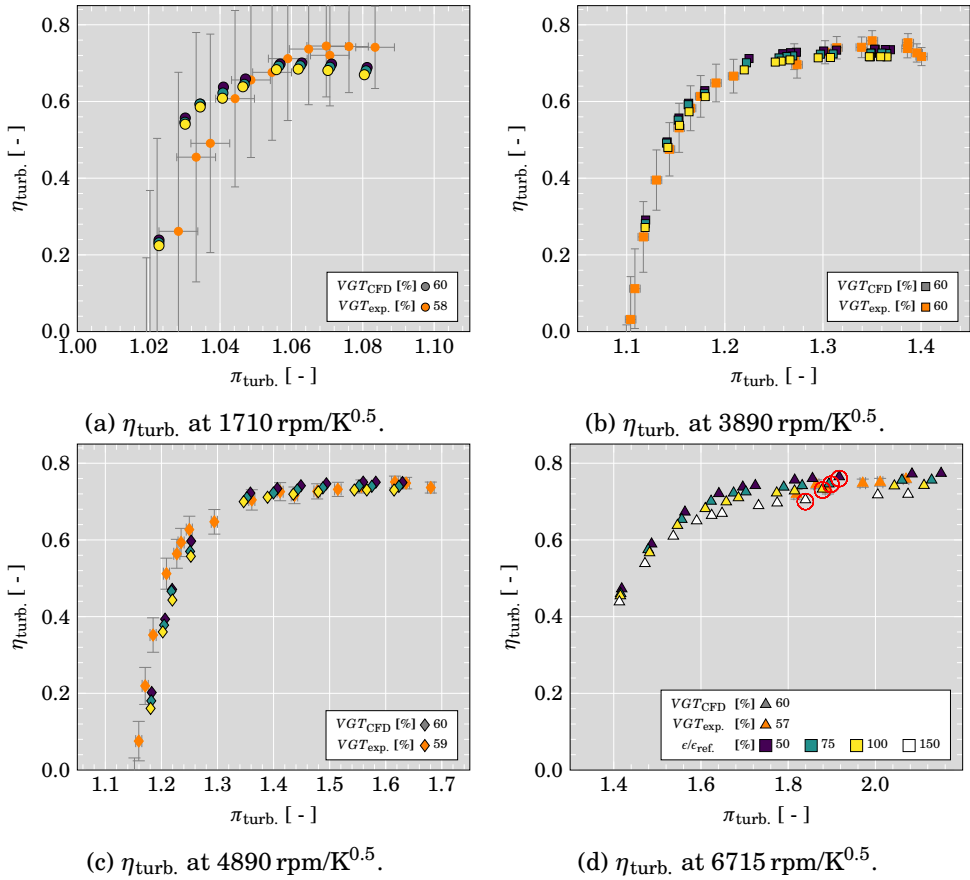 0.8
0.6
0.4
0.2
0.0
η_turb. [ - ]
1.00 1.02 1.04 1.06 1.08 1.10
π_turb. [ - ]
VGT_CFD [%] 60
VGT_exp. [%] 58
(a) η_turb. at 1710 rpm/K^0.5.
0.8
0.6
0.4
0.2
0.0
η_turb. [ - ]
1.1 1.2 1.3 1.4
π_turb. [ - ]
VGT_CFD [%] 60
VGT_exp. [%] 60
(b) η_turb. at 3890 rpm/K^0.5.
0.8
0.6
0.4
0.2
0.0
η_turb. [ - ]
1.1 1.2 1.3 1.4 1.5 1.6 1.7
π_turb. [ - ]
VGT_CFD [%] 60
VGT_exp. [%] 59
(c) η_turb. at 4890 rpm/K^0.5.
0.8
0.6
0.4
0.2
0.0
η_turb. [ - ]
1.4 1.6 1.8 2.0
π_turb. [ - ]
VGT_CFD [%] 60
VGT_exp. [%] 57
ϵ/ϵ_ref. [%] 50 75 100 150
(d) η_turb. at 6715 rpm/K^0.5.